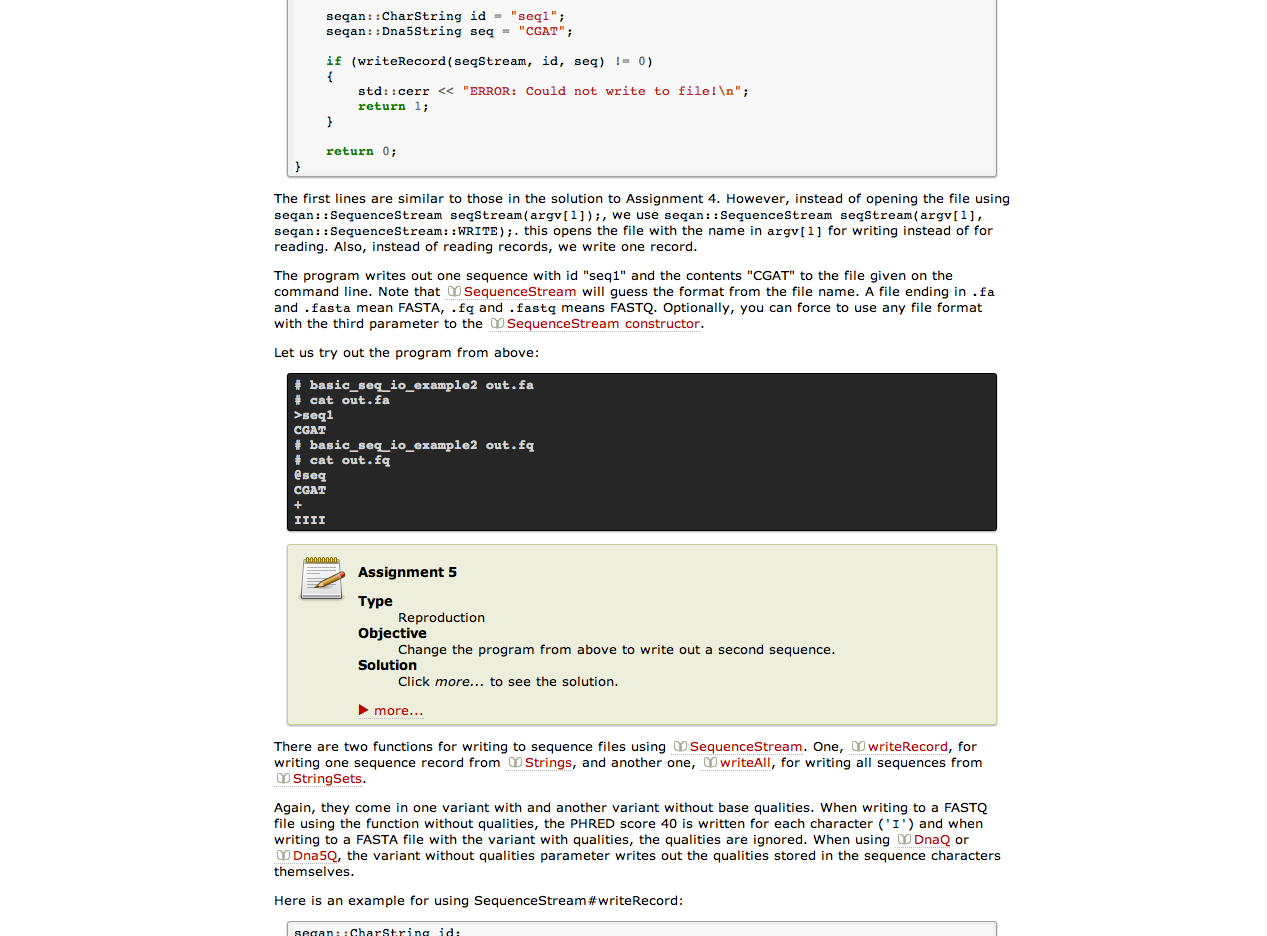 seqan::CharString id = "seq1";
seqan::Dna5String seq = "CGAT";
if (writeRecord(seqStream, id, seq) != 0)
{
std::cerr << "ERROR: Could not write to file!\n";
return 1;
}
return 0;
}
The first lines are similar to those in the solution to Assignment 4. However, instead of opening the file using
seqan::SequenceStream seqStream(argv[1]);, we use seqan::SequenceStream seqStream(argv[1],
seqan::SequenceStream::WRITE);. this opens the file with the name in argv[1] for writing instead of for
reading. Also, instead of reading records, we write one record.
The program writes out one sequence with id "seq1" and the contents "CGAT" to the file given on the
command line. Note that SequenceStream will guess the format from the file name. A file ending in .fa
and .fasta mean FASTA, .fq and .fastq means FASTQ. Optionally, you can force to use any file format
with the third parameter to the SequenceStream constructor.
Let us try out the program from above:
# basic_seq_io_example2 out.fa
# cat out.fa
>seq1
CGAT
# basic_seq_io_example2 out.fq
# cat out.fq
@seq
CGAT
+
IIII
Assignment 5
Type
Reproduction
Objective
Change the program from above to write out a second sequence.
Solution
Click more... to see the solution.
more...
There are two functions for writing to sequence files using SequenceStream. One, writeRecord, for
writing one sequence record from Strings, and another one, writeAll, for writing all sequences from
StringSets.
Again, they come in one variant with and another variant without base qualities. When writing to a FASTQ
file using the function without qualities, the PHRED score 40 is written for each character ('I') and when
writing to a FASTA file with the variant with qualities, the qualities are ignored. When using DnaQ or
Dna5Q, the variant without qualities parameter writes out the qualities stored in the sequence characters
themselves.
Here is an example for using SequenceStream#writeRecord:
seqan::CharString id;